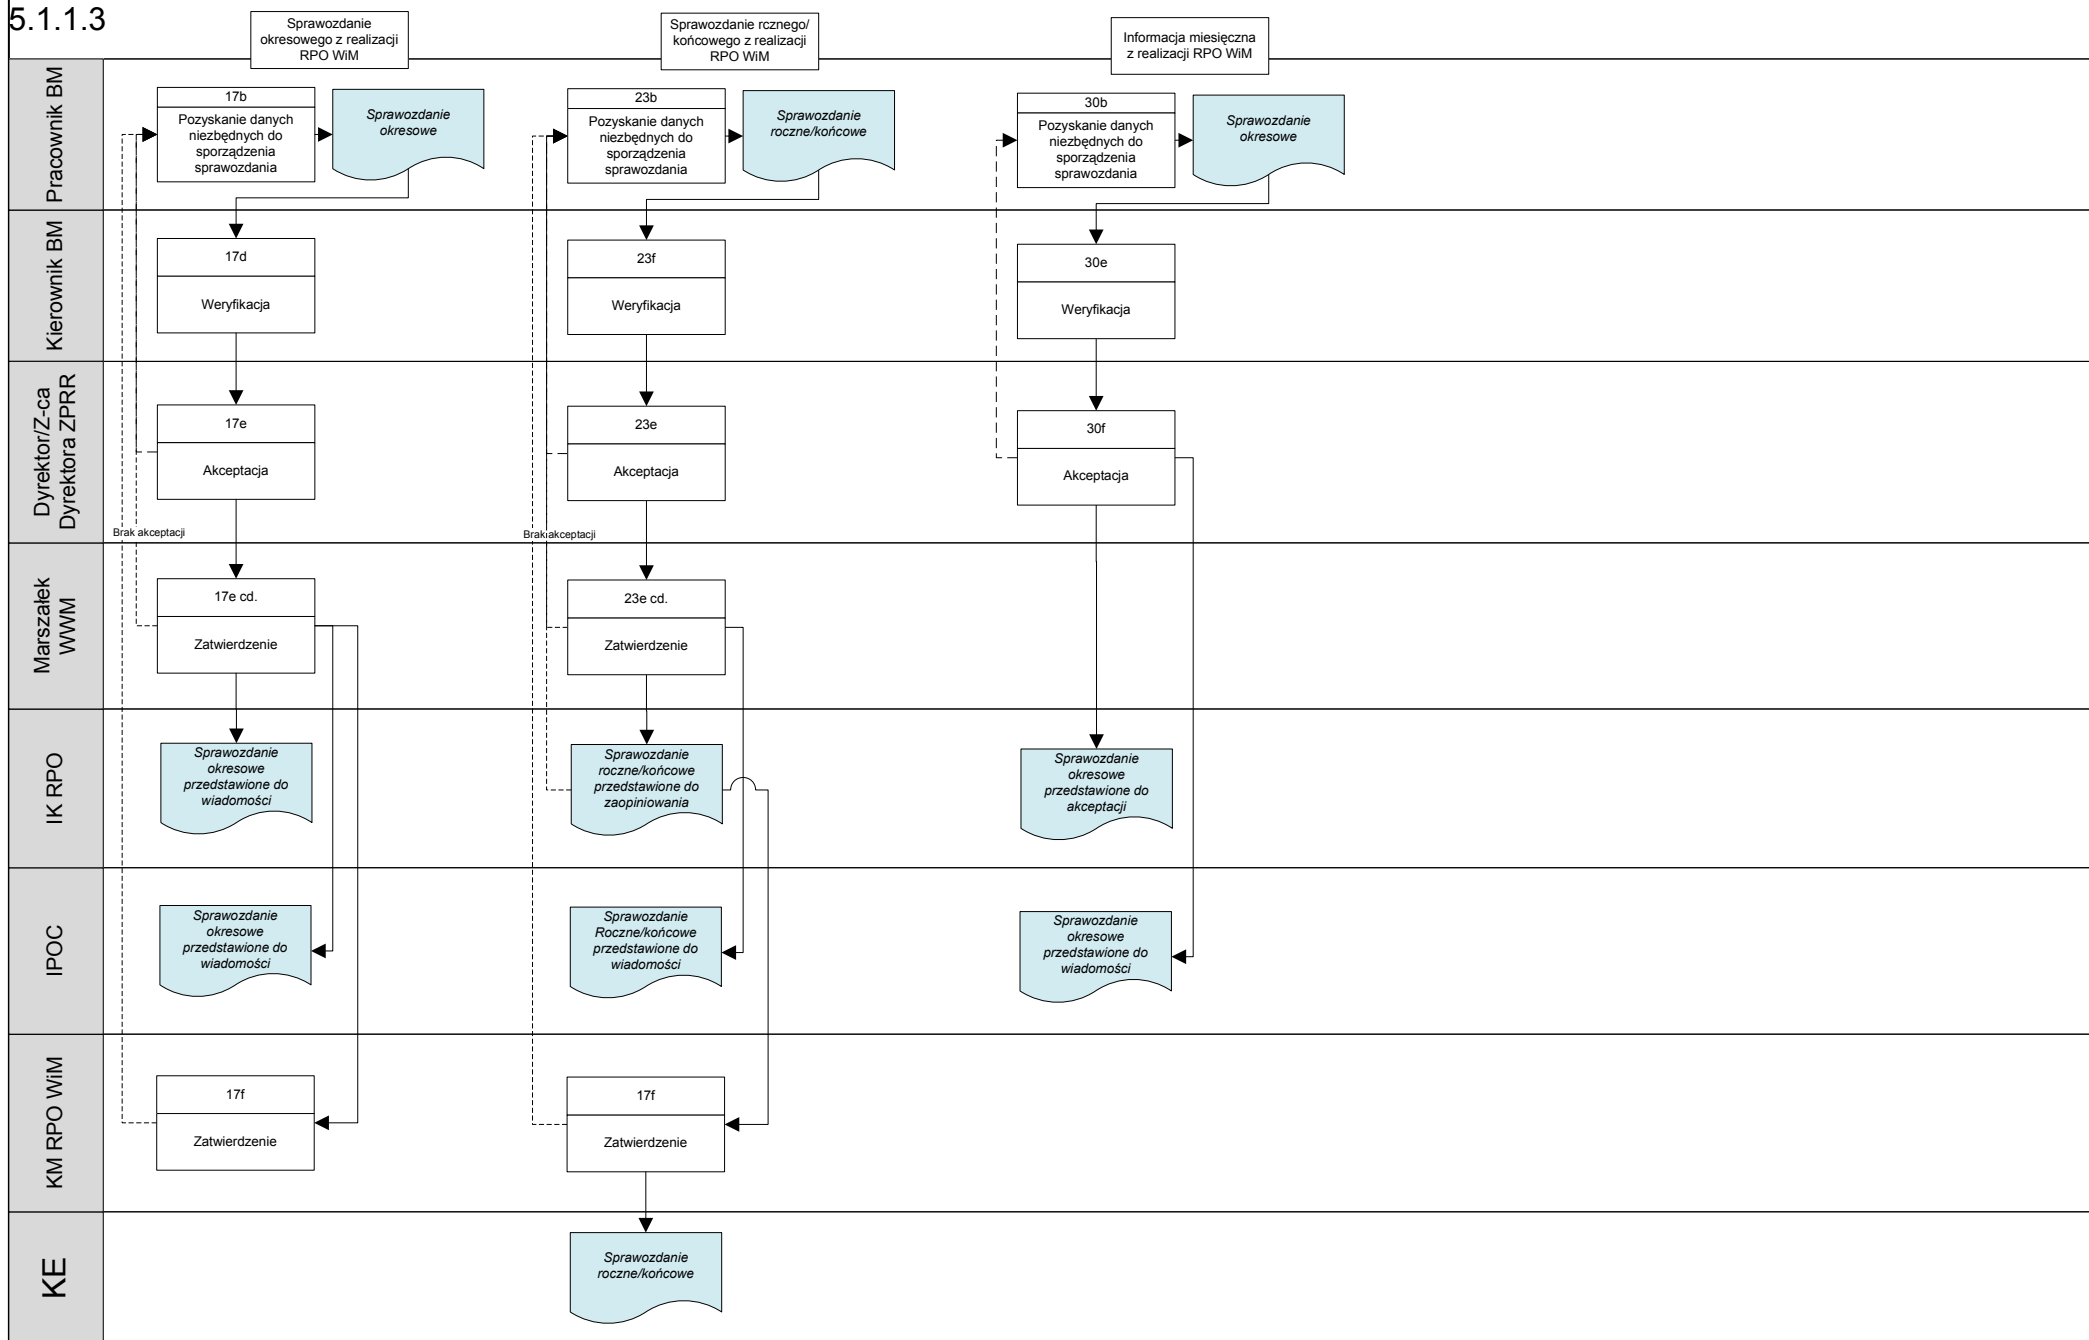 5.1.1.3
Sprawozdanie
okresowego z realizacji
RPO WiM
Sprawozdanie rcznego/
końcowego z realizacji
RPO WiM
Informacja miesięczna
z realizacji RPO WiM
Pracownik BM
17b
Pozyskanie danych
niezbędnych do
sporządzenia
sprawozdania
Sprawozdanie
okresowe
23b
Pozyskanie danych
niezbędnych do
sporządzenia
sprawozdania
Sprawozdanie
roczne/końcowe
30b
Pozyskanie danych
niezbędnych do
sporządzenia
sprawozdania
Sprawozdanie
okresowe
Kierownik BM
17d
Weryfikacja
23f
Weryfikacja
30e
Weryfikacja
Dyrektor/Z-ca
Dyrektora ZPRR
17e
Akceptacja
23e
Akceptacja
30f
Akceptacja
Brak akceptacji
Brak akceptacji
Marszałek
WWM
17e cd.
Zatwierdzenie
23e cd.
Zatwierdzenie
IK RPO
Sprawozdanie
okresowe
przedstawione do
wiadomości
Sprawozdanie
roczne/końcowe
przedstawione do
zaopiniowania
Sprawozdanie
okresowe
przedstawione do
akceptacji
IPOC
Sprawozdanie
okresowe
przedstawione do
wiadomości
Sprawozdanie
Roczne/końcowe
przedstawione do
wiadomości
Sprawozdanie
okresowe
przedstawione do
wiadomości
KM RPO WiM
17f
Zatwierdzenie
17f
Zatwierdzenie
KE
Sprawozdanie
roczne/końcowe